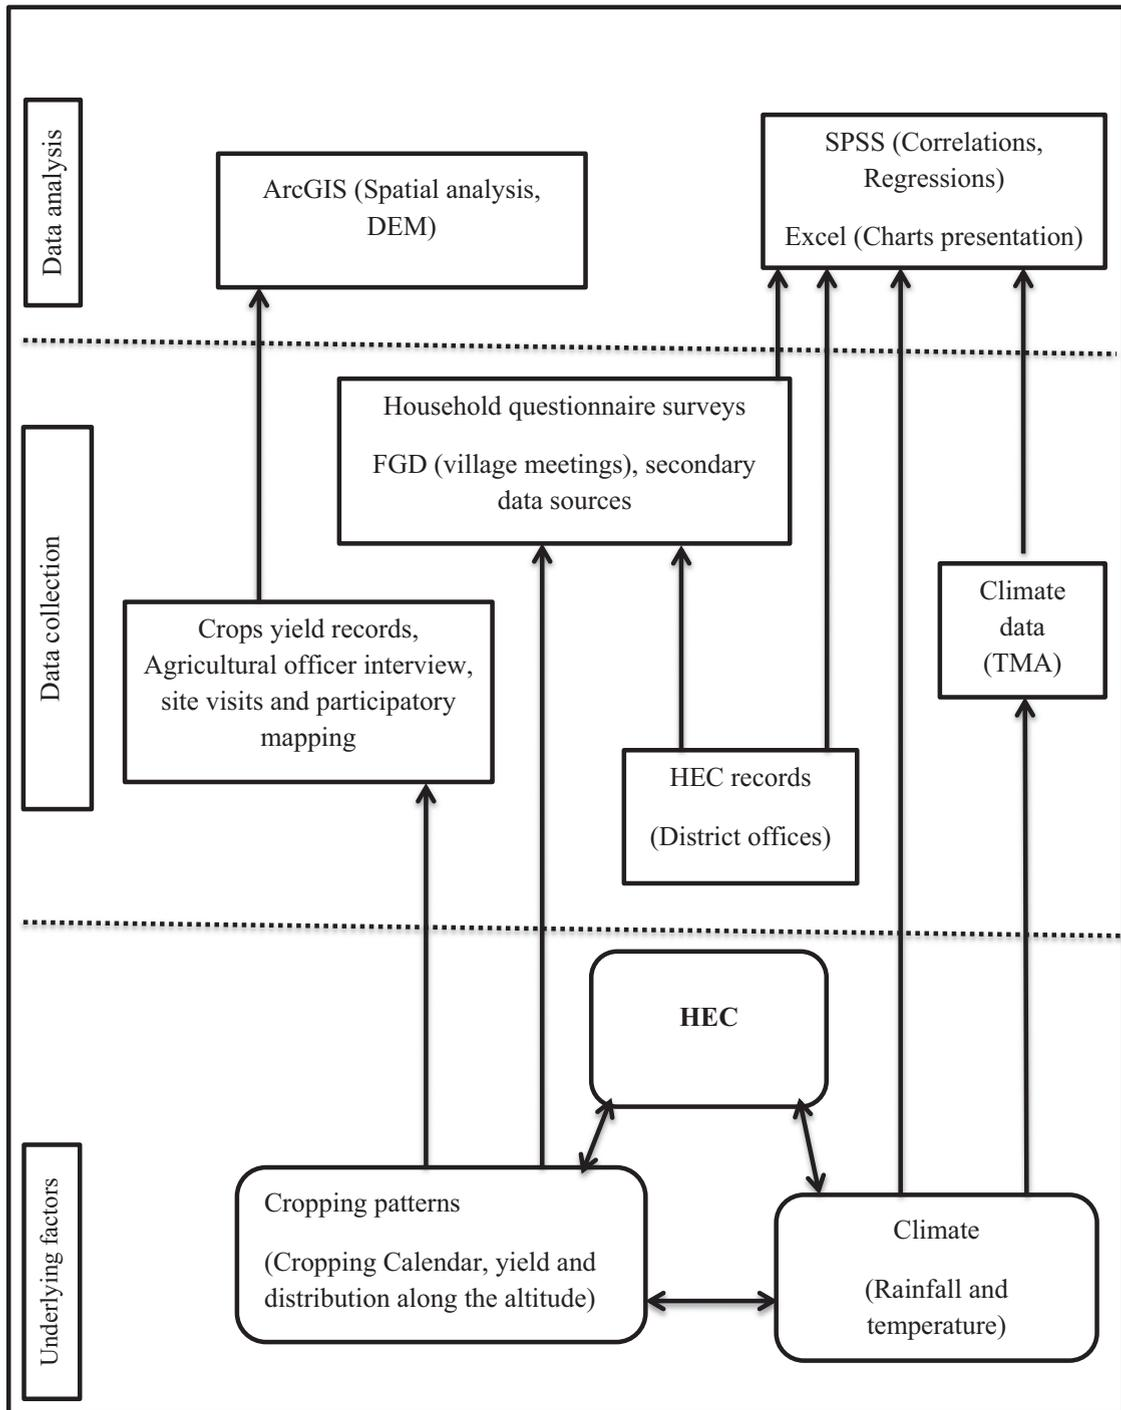 Data analysis
ArcGIS (Spatial analysis,
DEM)
SPSS (Correlations,
Regressions)
Excel (Charts presentation)
Data collection
Household questionnaire surveys
FGD (village meetings), secondary
data sources
Crops yield records,
Agricultural officer interview,
site visits and participatory
mapping
Climate
data
(TMA)
HEC records
(District offices)
Underlying factors
HEC
Cropping patterns
(Cropping Calendar, yield and
distribution along the altitude)
Climate
(Rainfall and
temperature)